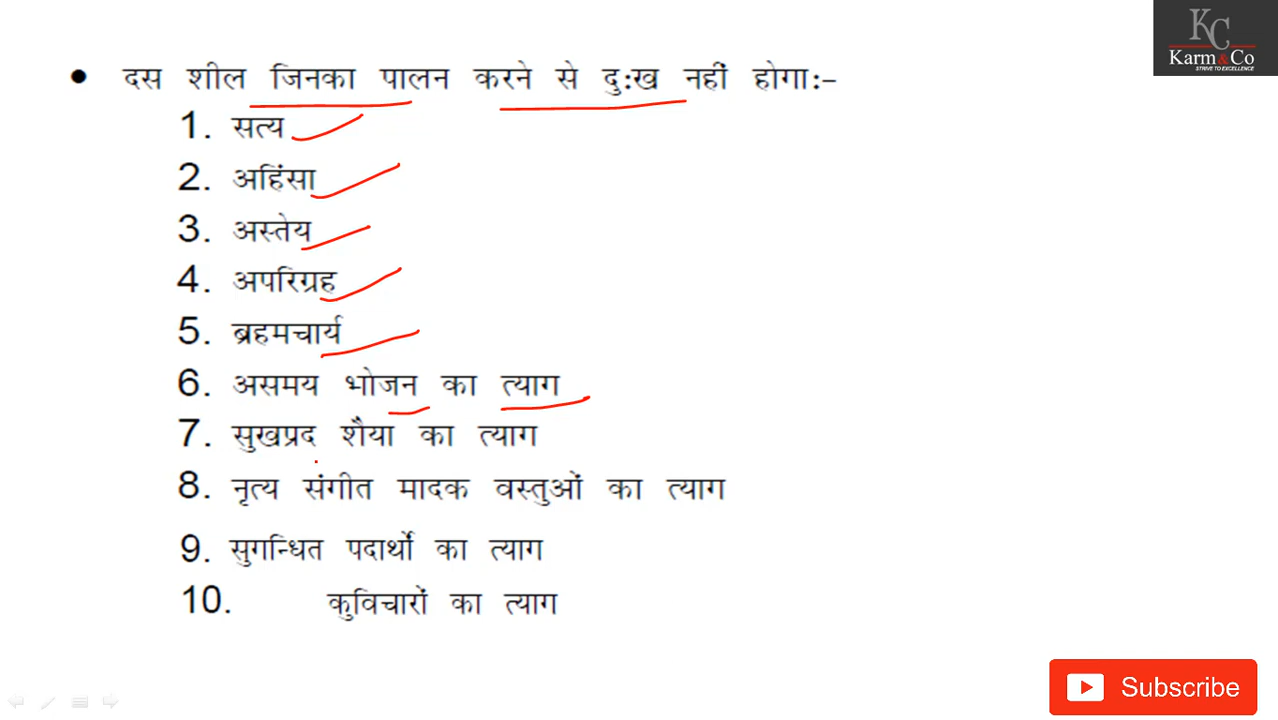 KC
Karm&Co
STRIVE TO EXCELLENCE
• दस शील जिनका पालन करने से दुःख नहीं होगाः-
1. सत्य
2. अहिंसा
3. अस्तेय
4. अपरिग्रह
5. ब्रहमचार्य
6. असमय भोजन का त्याग
7. सुखप्रद शैया का त्याग
8. नृत्य संगीत मादक वस्तुओं का त्याग
9. सुगन्धित पदार्थो का त्याग
10. कुविचारों का त्याग
Subscribe